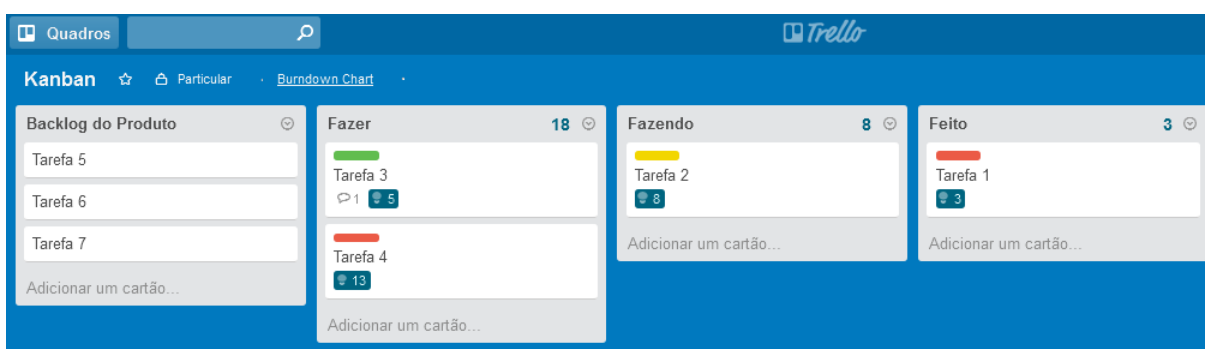 Quadros
Trello
Kanban Particular · Burndown Chart ·
Backlog do Produto
Tarefa 5
Tarefa 6
Tarefa 7
Adicionar um cartão...
Fazer 18
Tarefa 3
1 5
Tarefa 4
13
Adicionar um cartão...
Fazendo 8
Tarefa 2
8
Adicionar um cartão...
Feito 3
Tarefa 1
3
Adicionar um cartão...